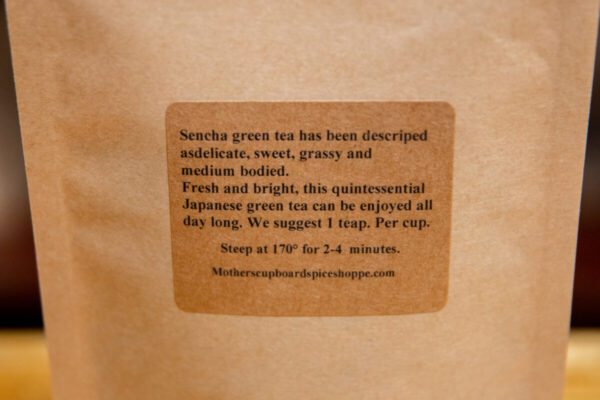 Sencha green tea has been descriped
asdelicate, sweet, grassy and
medium bodied.
Fresh and bright, this quintessential
Japanese green tea can be enjoyed all
day long. We suggest 1 teap. Per cup.
Steep at 170° for 2-4 minutes.
Motherscupboardspiceshoppe.com